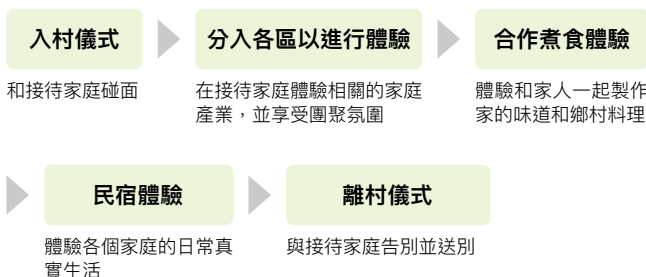 入村儀式
和接待家庭碰面
分入各區以進行體驗
在接待家庭體驗相關的家庭
產業，並享受團聚氛圍
合作煮食體驗
體驗和家人一起製作
家的味道和鄉村料理
民宿體驗
體驗各個家庭的日常真
實生活
離村儀式
與接待家庭告別並送別